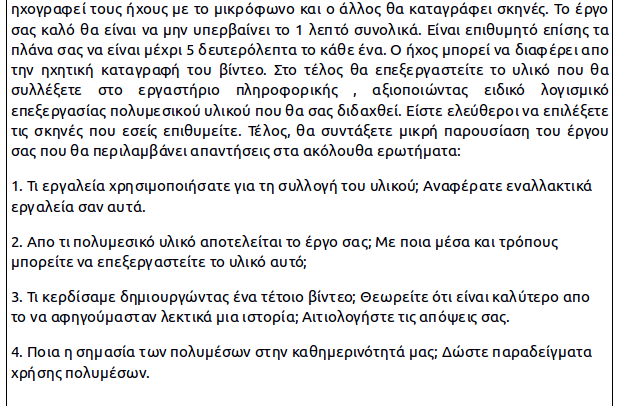 ηχογραφεί τους ήχους με το μικρόφωνο και ο άλλος θα καταγράφει σκηνές. Το έργο
σας καλό θα είναι να μην υπερβαίνει το 1 λεπτό συνολικά. Είναι επιθυμητό επίσης τα
πλάνα σας να είναι μέχρι 5 δευτερόλεπτα το κάθε ένα. Ο ήχος μπορεί να διαφέρει απο
την ηχητική καταγραφή του βίντεο. Στο τέλος θα επεξεργαστείτε το υλικό που θα
συλλέξετε στο εργαστήριο πληροφορικής , αξιοποιώντας ειδικό λογισμικό
επεξεργασίας πολυμεσικού υλικού που θα σας διδαχθεί. Είστε ελεύθεροι να επιλέξετε
τις σκηνές που εσείς επιθυμείτε. Τέλος, θα συντάξετε μικρή παρουσίαση του έργου
σας που θα περιλαμβάνει απαντήσεις στα ακόλουθα ερωτήματα:
1. Τι εργαλεία χρησιμοποιήσατε για τη συλλογή του υλικού; Αναφέρατε εναλλακτικά
εργαλεία σαν αυτά.
2. Απο τι πολυμεσικό υλικό αποτελείται το έργο σας; Με ποια μέσα και τρόπους
μπορείτε να επεξεργαστείτε το υλικό αυτό;
3. Τι κερδίσαμε δημιουργώντας ένα τέτοιο βίντεο; Θεωρείτε ότι είναι καλύτερο απο
το να αφηγούμασταν λεκτικά μια ιστορία; Αιτιολογήστε τις απόψεις σας.
4. Ποια η σημασία των πολυμέσων στην καθημερινότητά μας; Δώστε παραδείγματα
χρήσης πολυμέσων.